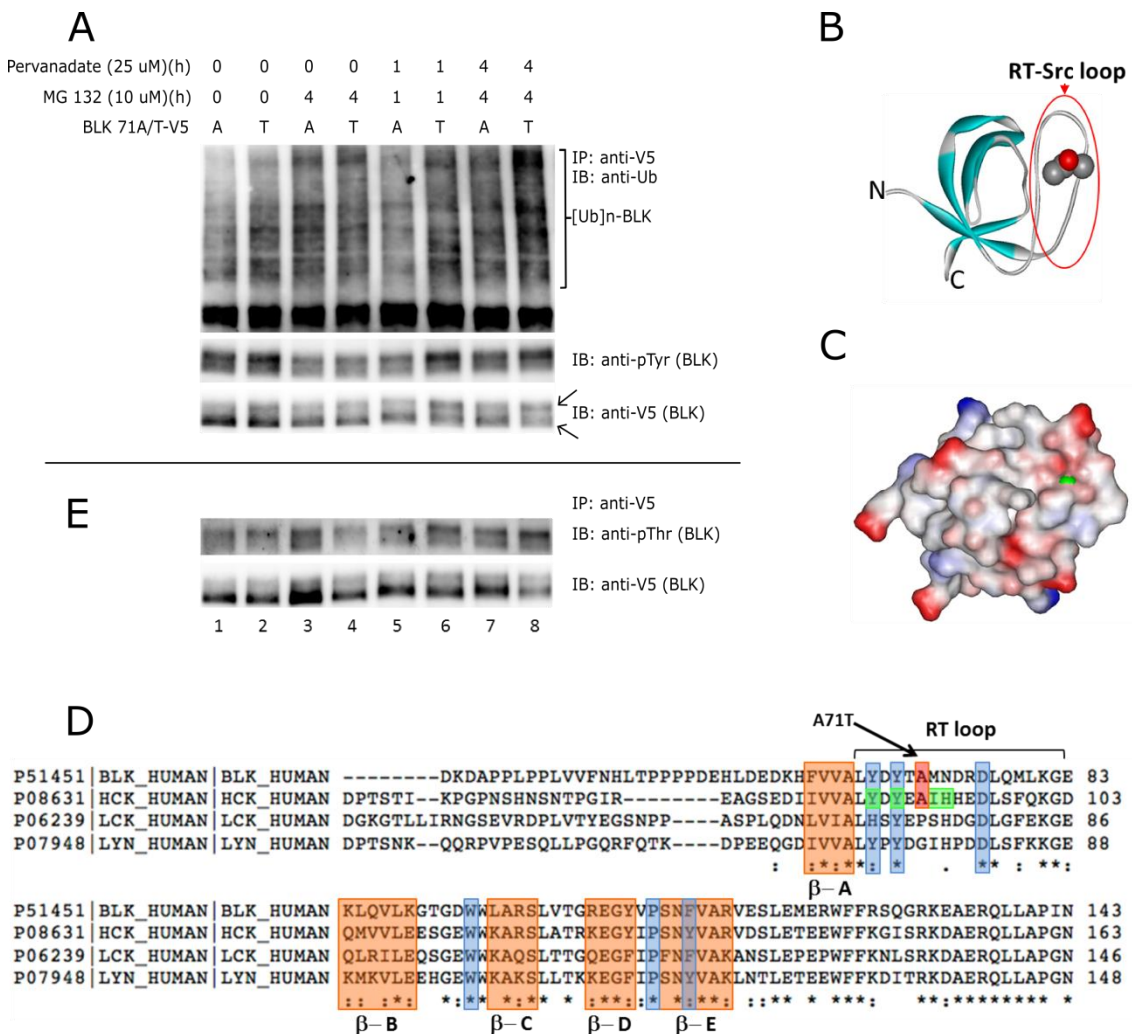 A
Pervanadate (25 uM)(h) 0 0 0 0 1 1 4 4
MG 132 (10 uM)(h) 0 0 4 4 1 1 4 4
BLK 71A/T-V5 A T A T A T A T
IP: anti-V5
IB: anti-Ub
[Ub]n-BLK
IB: anti-pTyr (BLK)
IB: anti-V5 (BLK)
E
IP: anti-V5
IB: anti-pThr (BLK)
IB: anti-V5 (BLK)
1 2 3 4 5 6 7 8
B
RT-Src loop
N
C
C
D
A71T
RT loop
P51451|BLK_HUMAN|BLK_HUMAN --------DKDAPPLPPLVVFNHLTPPPPDEHLDEDKHFVVALYDYTAMNDRDLQMLKGE 83
P08631|HCK_HUMAN|HCK_HUMAN DPTSTI--KPGPNSHNSNTPGIR--------EAGSEDIIVVALYDYEAIHHEDLSFQKGD 103
P06239|LCK_HUMAN|LCK_HUMAN DGKGTLLIRNGSEVRDPLVTYEGSNPP----ASPLQDNLVIALHSYEPSHDGDLGFEKGE 86
P07948|LYN_HUMAN|LYN_HUMAN DPTSNK--QQRPVPESQLLPGQRFQTK----DPEEQGDIVVALYPYDGIHPDDLSFKKGE 88
: :*:**: * . ** : **:
β– A
P51451|BLK_HUMAN|BLK_HUMAN KLQVLKGTGDWWLARSLVTGREGYVPSNFVARVESLEMERWFFRSQGRKEAERQLLAPIN 143
P08631|HCK_HUMAN|HCK_HUMAN QMVVLEESGEWWKARSLATRKEGYIPSNYVARVDSLETEEWFFKGISRKDAERQLLAPGN 163
P06239|LCK_HUMAN|LCK_HUMAN QLRILEQSGEWWKAQSLTTGQEGFIPFNFVAKANSLEPEPWFFKNLSRKDAERQLLAPGN 146
P07948|LYN_HUMAN|LYN_HUMAN KMKVLEEHGEWWKAKSLLTKKEGFIPSNYVAKLNTLETEEWFFKDITRKDAERQLLAPGN 148
:: :*: *:** *:** * :**::* *:**: ::** * ***: **:******** *
β– B β– C β– D β– E